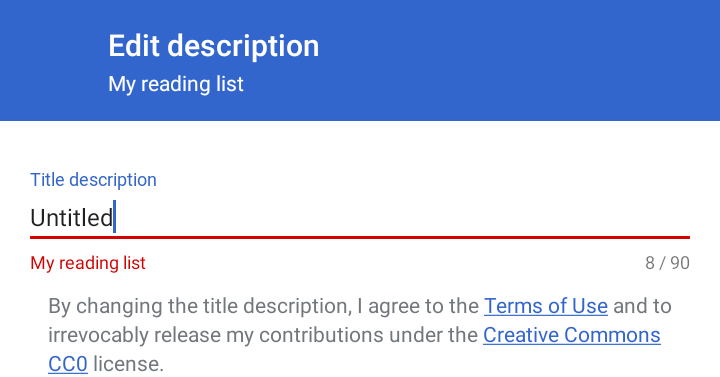 Edit description
My reading list
Title description
Untitled
My reading list 8 / 90
By changing the title description, I agree to the Terms of Use and to
irrevocably release my contributions under the Creative Commons
CC0 license.